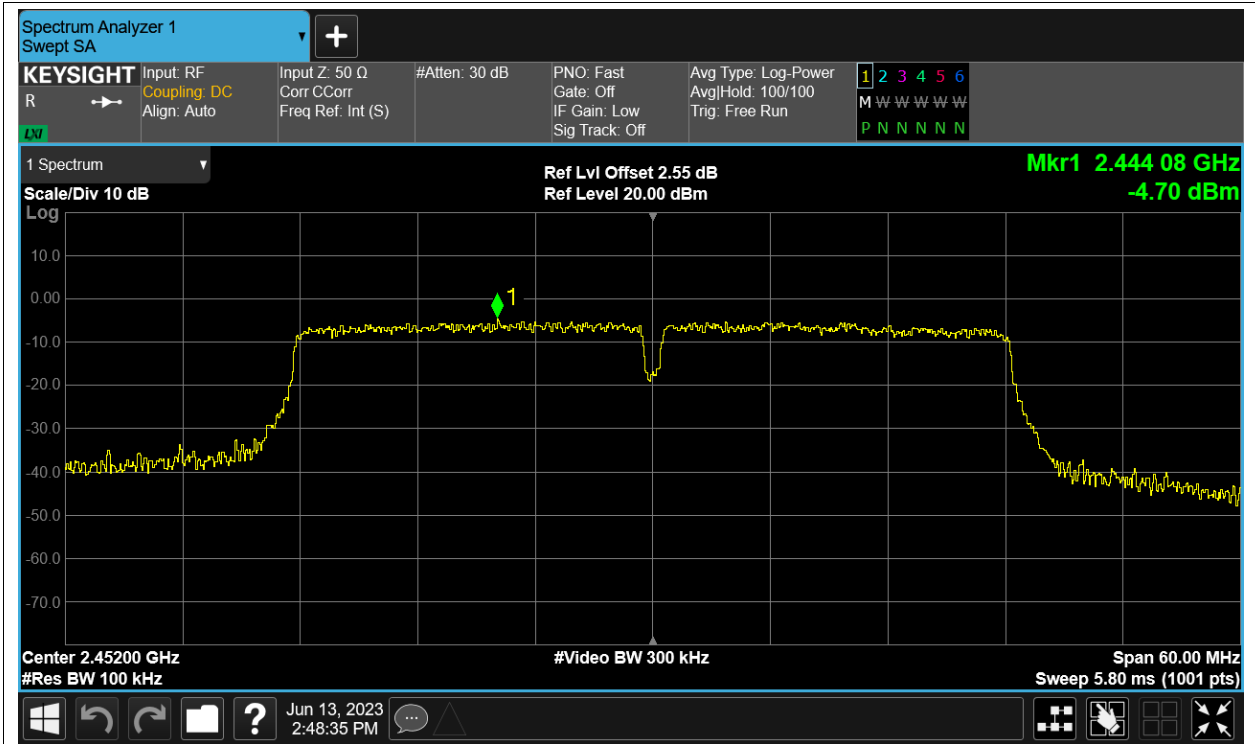 Spectrum Analyzer 1
Swept SA
KEYSIGHT
R
LXI
Input: RF
Coupling: DC
Align: Auto
Input Z: 50 Ω
Corr CCorr
Freq Ref: Int (S)
#Atten: 30 dB
PNO: Fast
Gate: Off
IF Gain: Low
Sig Track: Off
Avg Type: Log-Power
Avg|Hold: 100/100
Trig: Free Run
1 2 3 4 5 6
M W W W W W
P N N N N N
1 Spectrum
Scale/Div 10 dB
Log
Ref Lvl Offset 2.55 dB
Ref Level 20.00 dBm
Mkr1 2.444 08 GHz
-4.70 dBm
10.0
0.00
1
-10.0
-20.0
-30.0
-40.0
-50.0
-60.0
-70.0
Center 2.45200 GHz
#Res BW 100 kHz
#Video BW 300 kHz
Span 60.00 MHz
Sweep 5.80 ms (1001 pts)
?
Jun 13, 2023
2:48:35 PM